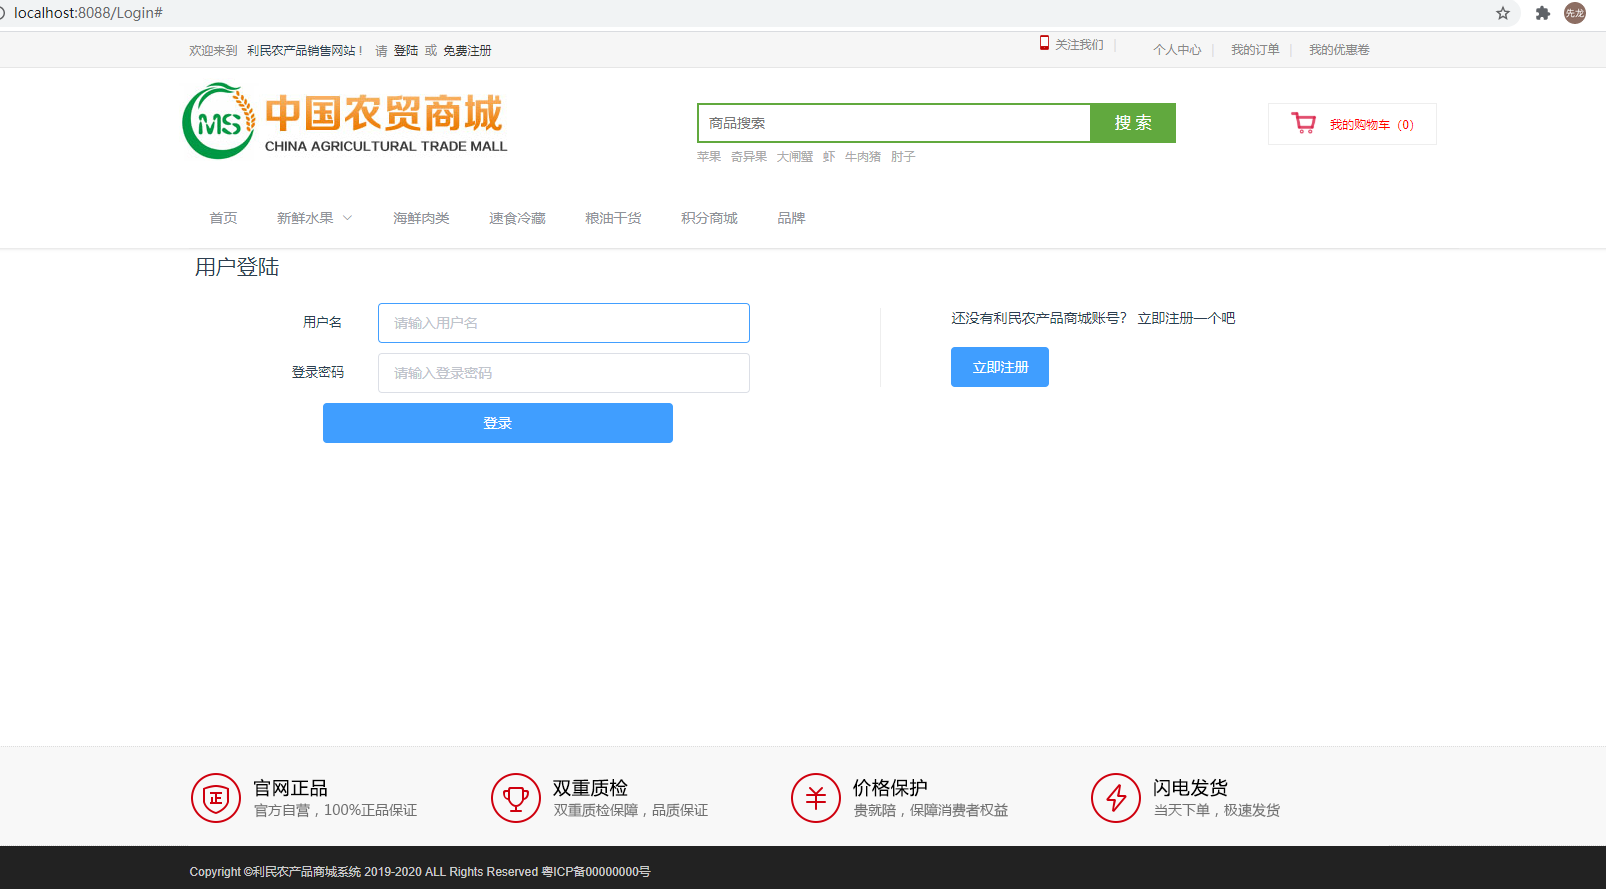 localhost:8088/Login#
先龙
欢迎来到 利民农产品销售网站！ 请 登陆 或 免费注册
关注我们
个人中心 | 我的订单 | 我的优惠卷
MS
中国农贸商城
CHINA AGRICULTURAL TRADE MALL
商品搜索
搜 索
我的购物车（0）
苹果 奇异果 大闸蟹 虾 牛肉猪 肘子
首页 新鲜水果 海鲜肉类 速食冷藏 粮油干货 积分商城 品牌
用户登陆
用户名 请输入用户名
登录密码 请输入登录密码
登录
还没有利民农产品商城账号？ 立即注册一个吧
立即注册
正
官网正品
官方自营，100%正品保证
双重质检
双重质检保障，品质保证
价格保护
贵就陪，保障消费者权益
闪电发货
当天下单，极速发货
Copyright ©利民农产品商城系统 2019-2020 ALL Rights Reserved 粤ICP备00000000号